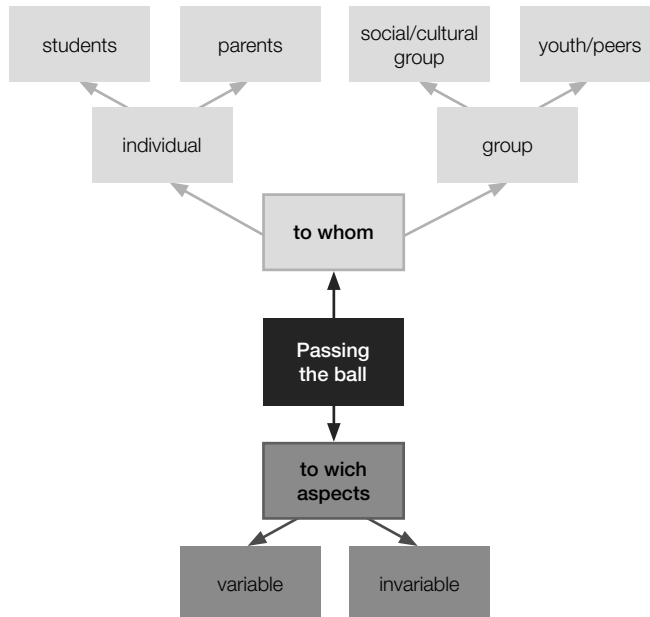 students
parents
social/cultural
group
youth/peers
individual
group
to whom
Passing
the ball
to wich
aspects
variable
invariable